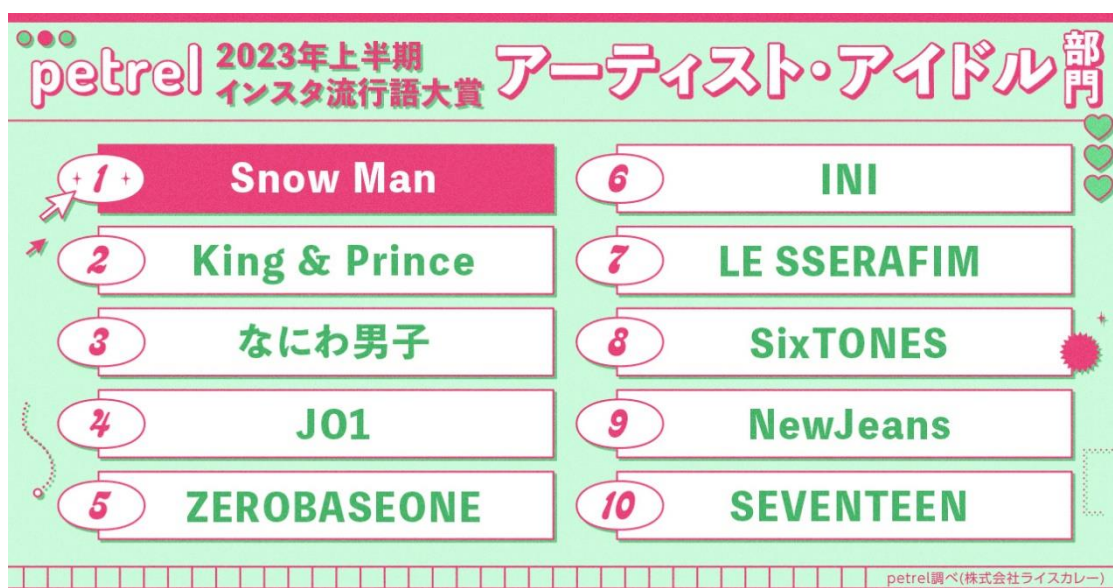 petrel
2023年上半期
インスタ流行語大賞
アーティスト・アイドル部門
1 Snow Man
2 King & Prince
3 なにわ男子
4 JO1
5 ZEROBASEONE
6 INI
7 LE SSERAFIM
8 SixTONES
9 NewJeans
10 SEVENTEEN
petrel調べ(株式会社ライスカレー)